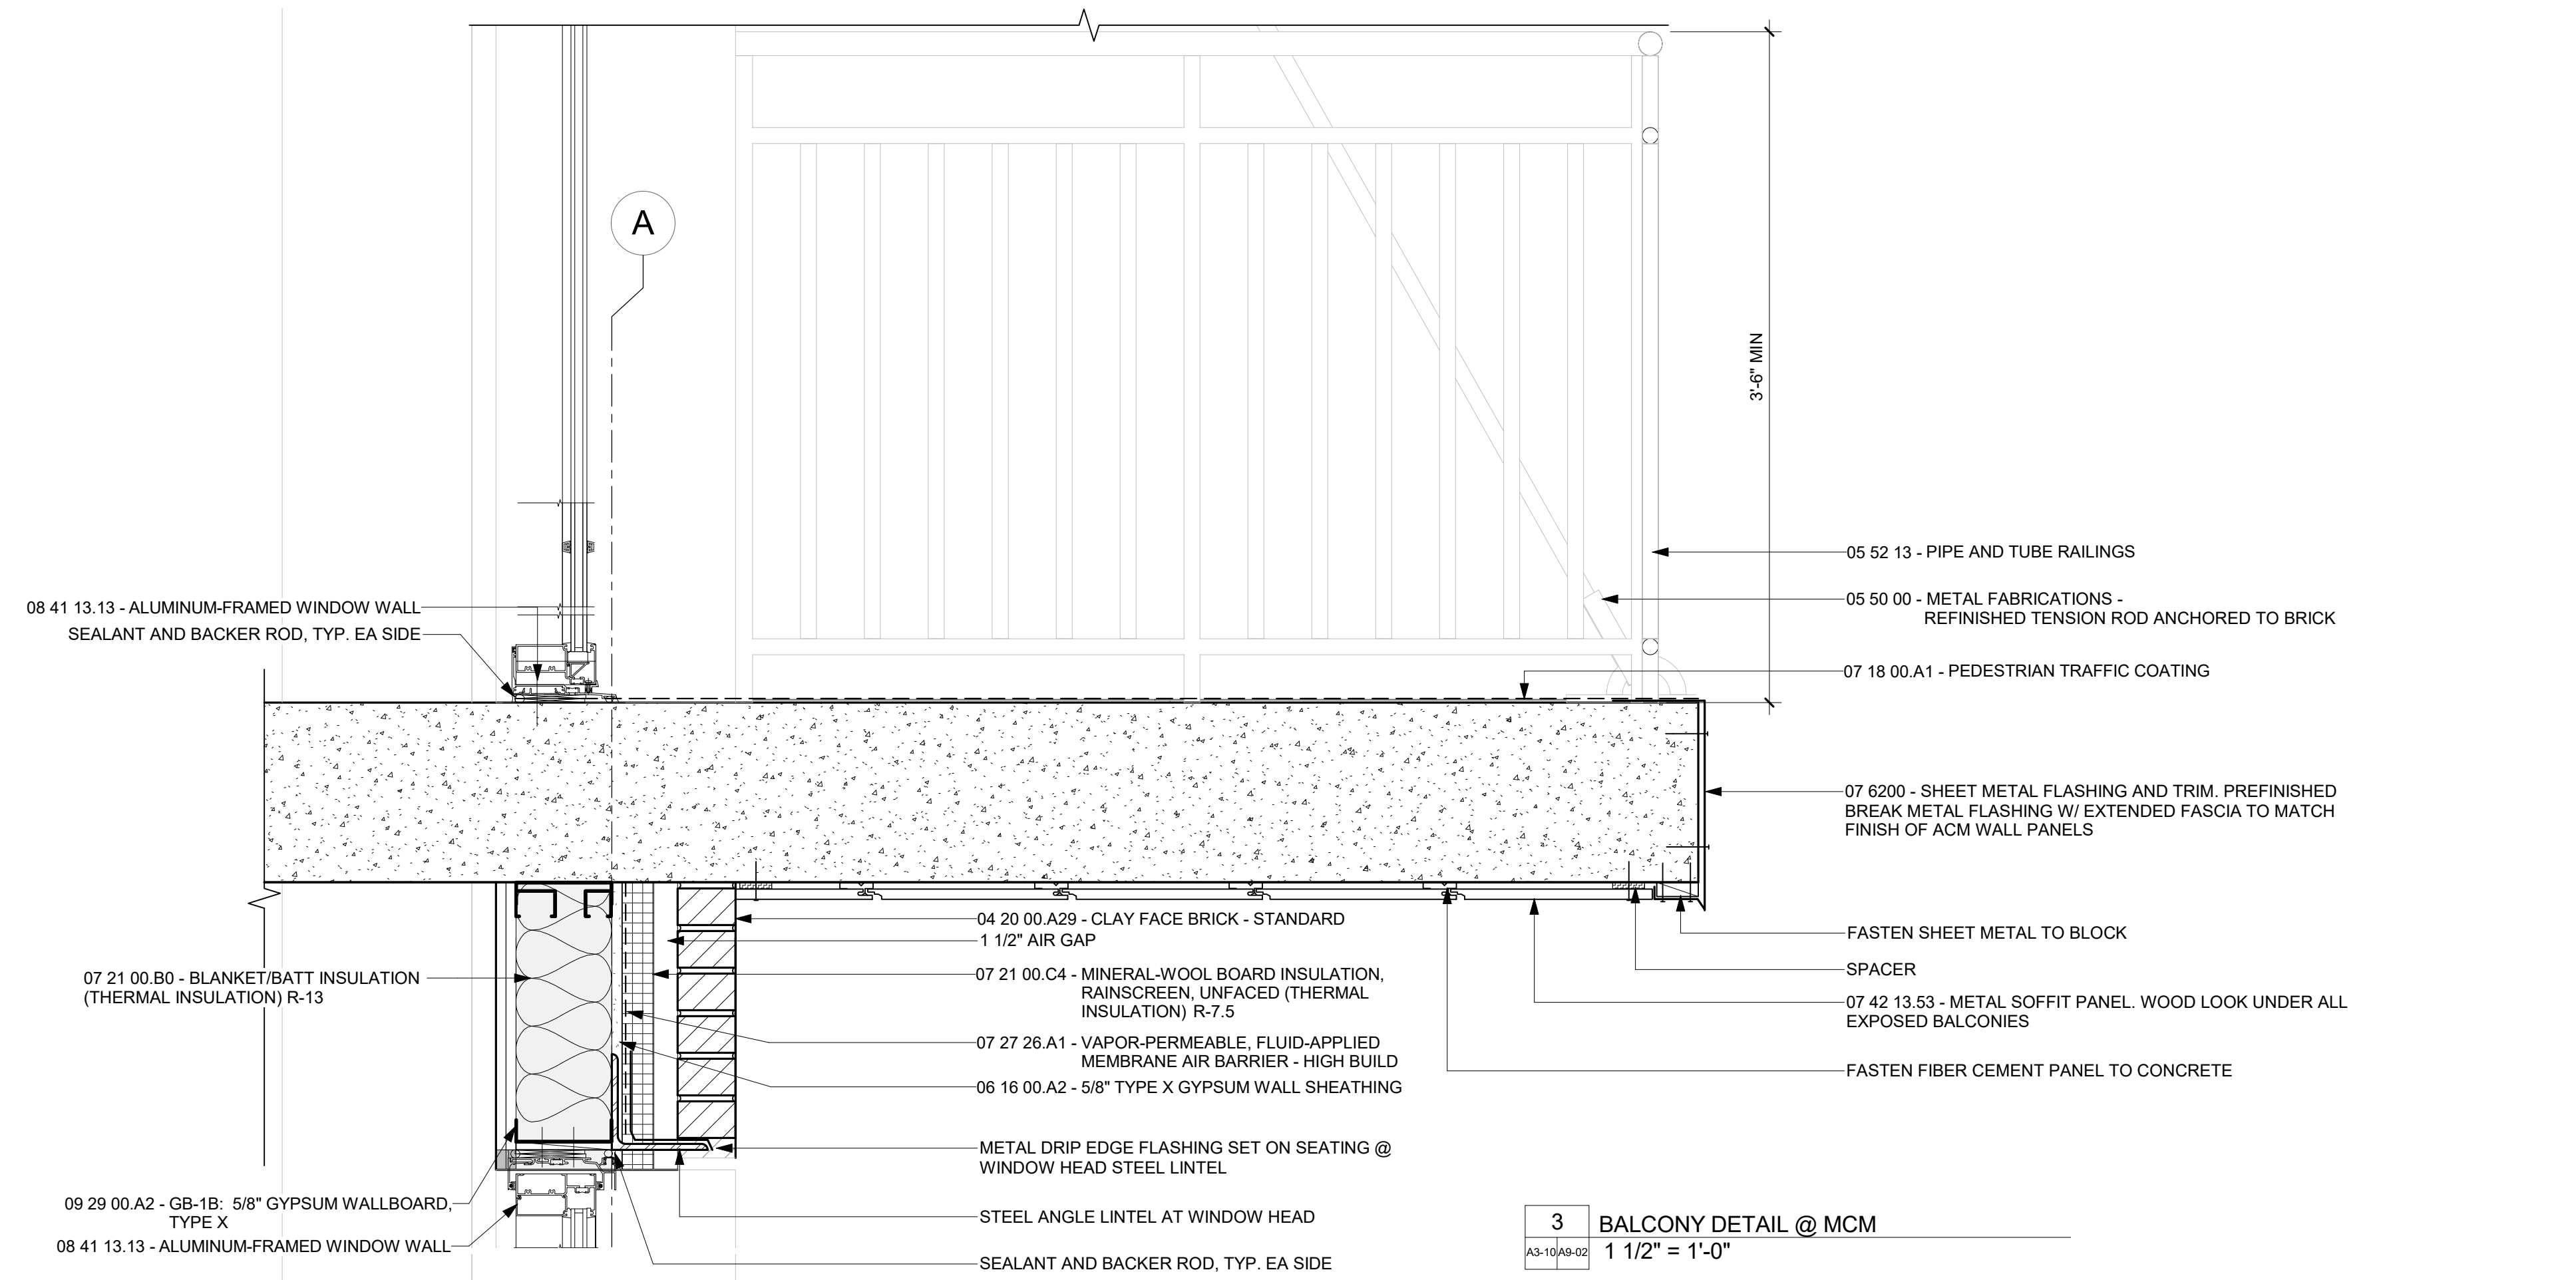 A
3'-6" MIN
08 41 13.13 - ALUMINUM-FRAMED WINDOW WALL
SEALANT AND BACKER ROD, TYP. EA SIDE
07 21 00.B0 - BLANKET/BATT INSULATION
(THERMAL INSULATION) R-13
09 29 00.A2 - GB-1B: 5/8" GYPSUM WALLBOARD,
TYPE X
08 41 13.13 - ALUMINUM-FRAMED WINDOW WALL
04 20 00.A29 - CLAY FACE BRICK - STANDARD
1 1/2" AIR GAP
07 21 00.C4 - MINERAL-WOOL BOARD INSULATION,
RAINSCREEN, UNFACED (THERMAL
INSULATION) R-7.5
07 27 26.A1 - VAPOR-PERMEABLE, FLUID-APPLIED
MEMBRANE AIR BARRIER - HIGH BUILD
06 16 00.A2 - 5/8" TYPE X GYPSUM WALL SHEATHING
METAL DRIP EDGE FLASHING SET ON SEATING @
WINDOW HEAD STEEL LINTEL
STEEL ANGLE LINTEL AT WINDOW HEAD
SEALANT AND BACKER ROD, TYP. EA SIDE
05 52 13 - PIPE AND TUBE RAILINGS
05 50 00 - METAL FABRICATIONS -
REFINISHED TENSION ROD ANCHORED TO BRICK
07 18 00.A1 - PEDESTRIAN TRAFFIC COATING
07 6200 - SHEET METAL FLASHING AND TRIM. PREFINISHED
BREAK METAL FLASHING W/ EXTENDED FASCIA TO MATCH
FINISH OF ACM WALL PANELS
FASTEN SHEET METAL TO BLOCK
SPACER
07 42 13.53 - METAL SOFFIT PANEL. WOOD LOOK UNDER ALL
EXPOSED BALCONIES
FASTEN FIBER CEMENT PANEL TO CONCRETE
3 BALCONY DETAIL @ MCM
A3-10 A9-02 1 1/2" = 1'-0"